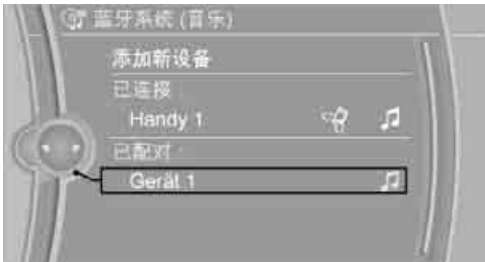 蓝牙系统 (音乐)
添加新设备
已连接:
Handy 1
已配对:
Gerät 1